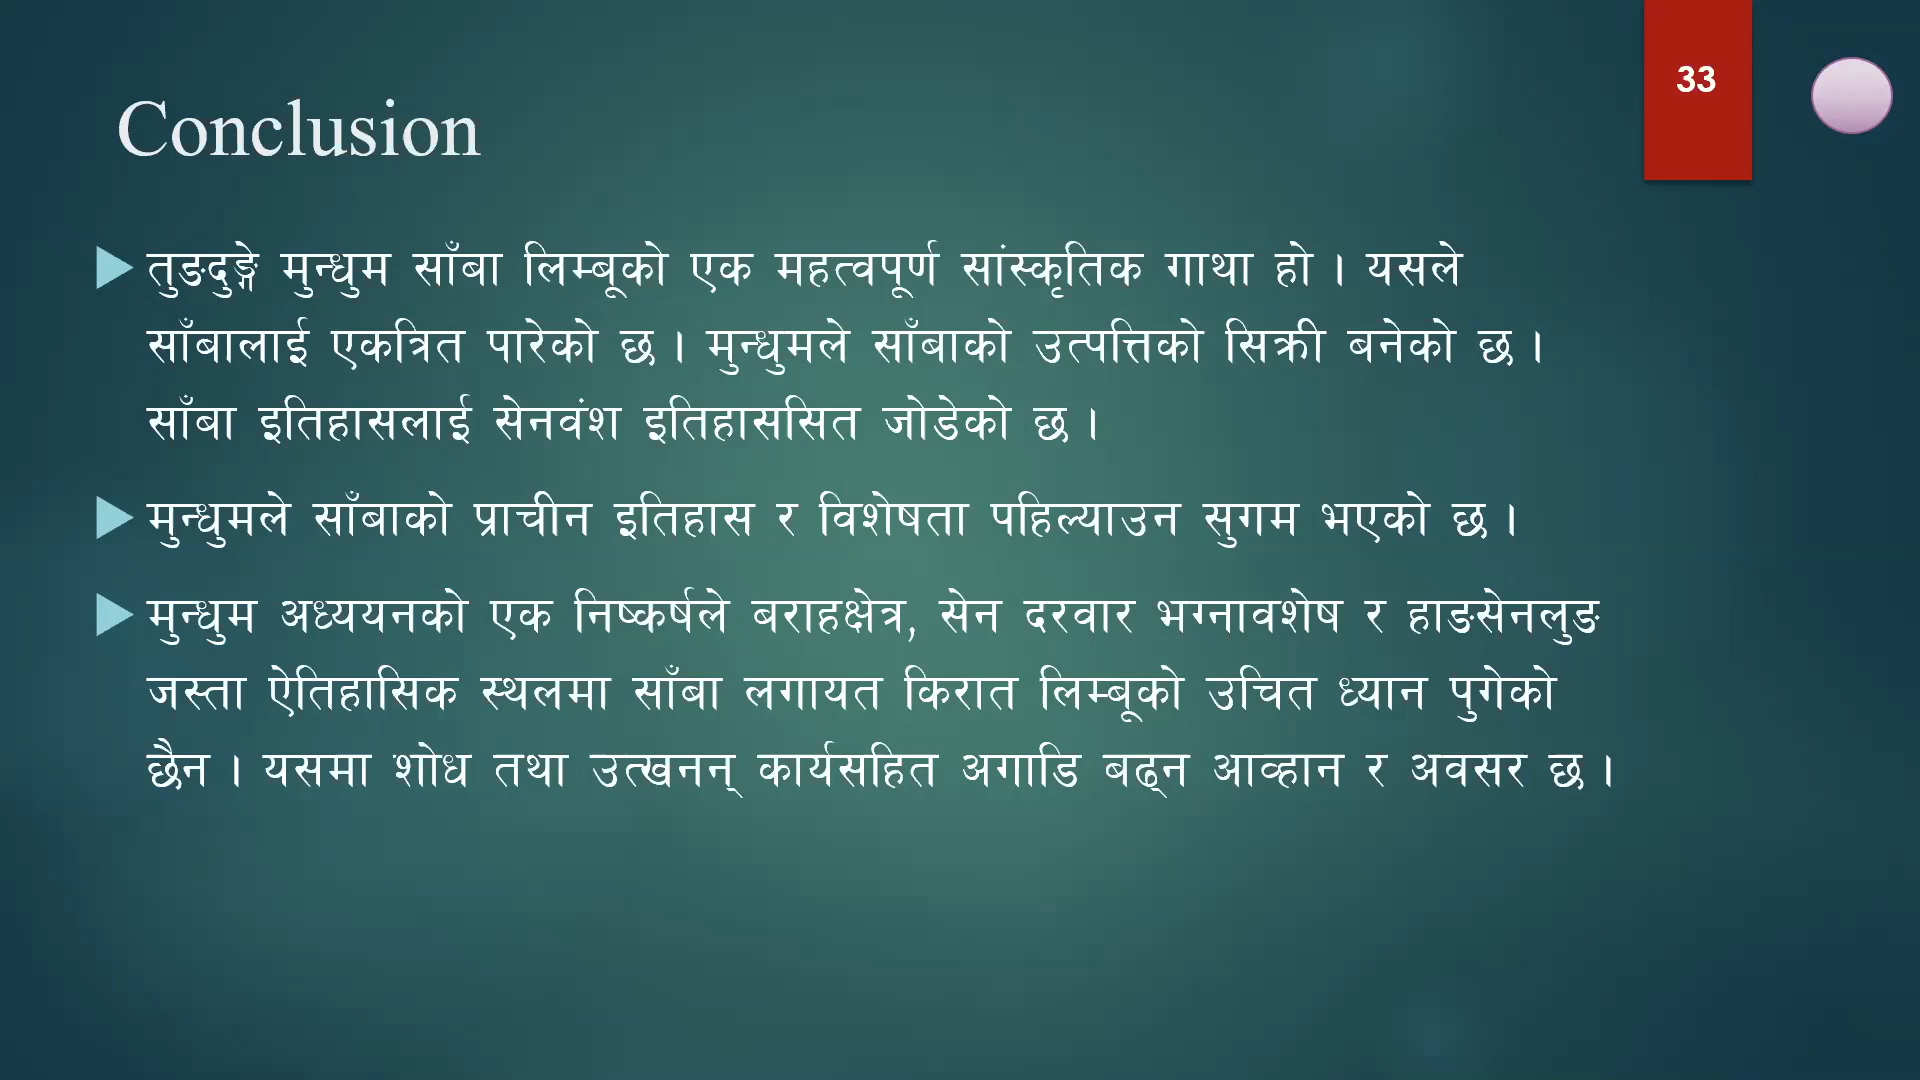 33
Conclusion
तुङदुङ्गे मुन्धुम साँबा लिम्बूको एक महत्वपूर्ण सांस्कृतिक गाथा हो । यसले
साँबालाई एकत्रित पारेको छ । मुन्धुमले साँबाको उत्पत्तिको सिक्री बनेको छ ।
साँबा इतिहासलाई सेनवंश इतिहाससित जोडेको छ ।
मुन्धुमले साँबाको प्राचीन इतिहास र विशेषता पहिल्याउन सुगम भएको छ ।
मुन्धुम अध्ययनको एक निष्कर्षले बराहक्षेत्र, सेन दरवार भग्नावशेष र हाङसेनलुङ
जस्ता ऐतिहासिक स्थलमा साँबा लगायत किरात लिम्बूको उचित ध्यान पुगेको
छैन । यसमा शोध तथा उत्खनन् कार्यसहित अगाडि बढ्न आव्हान र अवसर छ ।